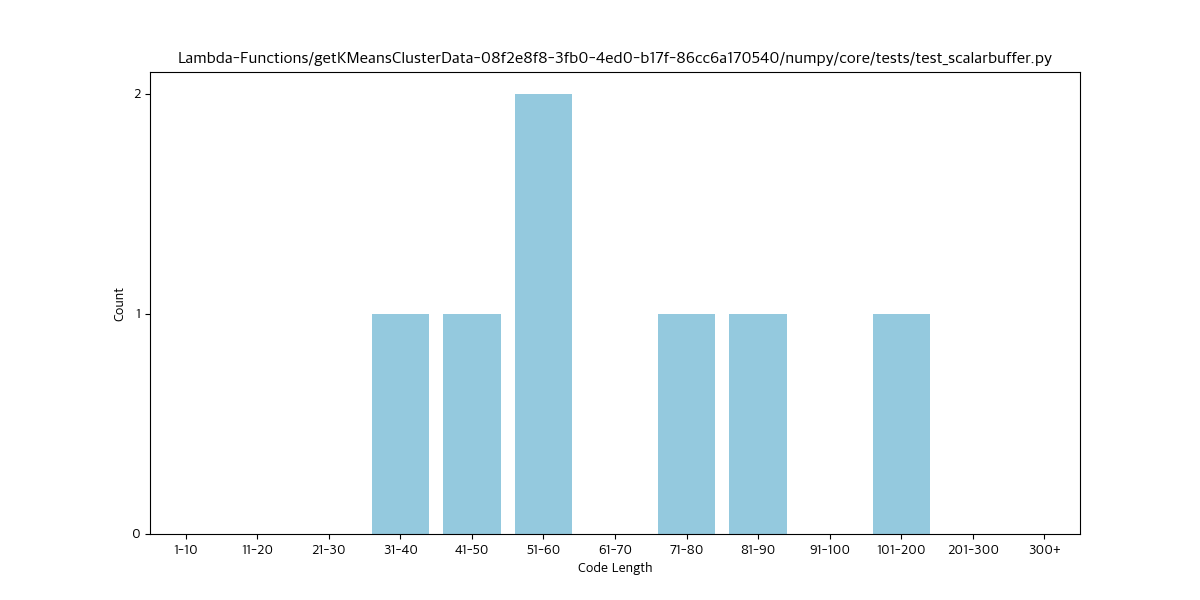 Lambda-Functions/getKMeansClusterData-08f2e8f8-3fb0-4ed0-b17f-86cc6a170540/numpy/core/tests/test_scalarbuffer.py
2
1
0
Count
1-10 11-20 21-30 31-40 41-50 51-60 61-70 71-80 81-90 91-100 101-200 201-300 300+
Code Length